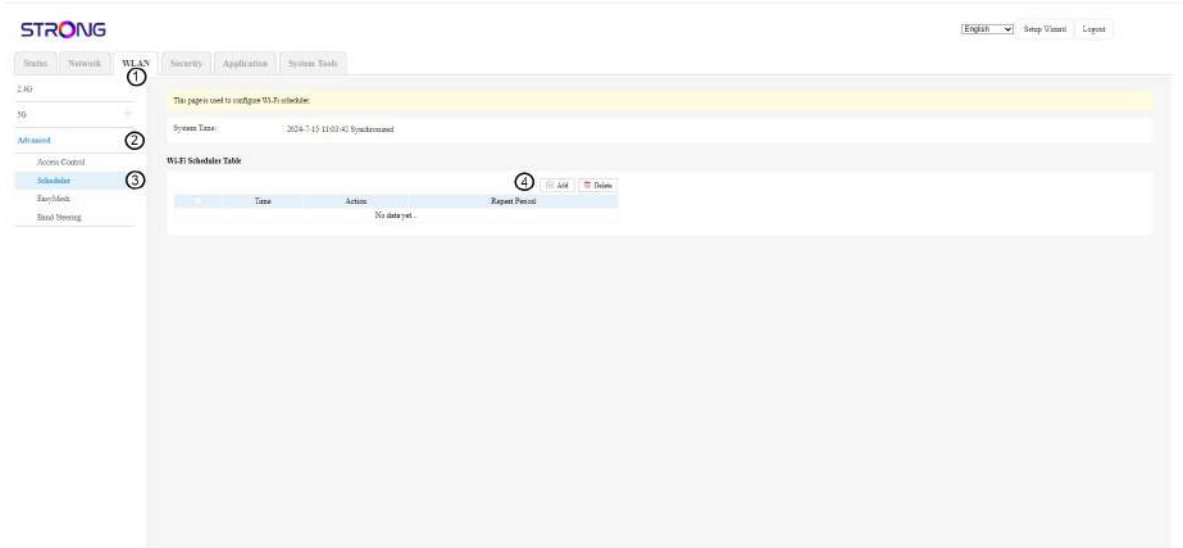 STRONG
English Setup Wizard Logout
Status Network WLAN Security Application System Tools
1
2.4G
This page is used to configure Wi-Fi scheduler.
5G
System Time: 2024-7-15 11:03:42 Synchronized
Advanced 2
Access Control
Wi-Fi Scheduler Table
Scheduler 3
4 Add Delete
EasyMesh
Time Action Repeat Period
Band Steering
No data yet...